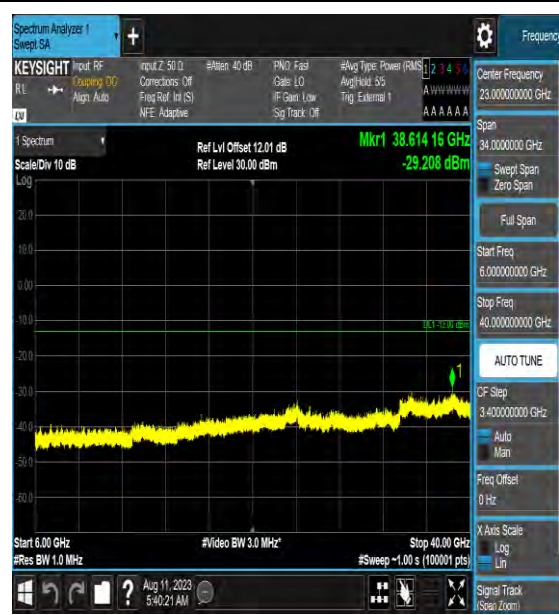 Spectrum Analyzer 1
Swept SA
+
Frequency
KEYSIGHT Input: RF Input Z: 50 Ω #Atten: 40 dB PNO: Fast #Avg Type: Power (RMS 1 2 3 4 5 6
RL Coupling: DC Corrections: Off Gate: LO Avg|Hold: 5/5 A W W W W W
Align: Auto Freq Ref: Int (S) IF Gain: Low Trig: External 1
NFE: Adaptive Sig Track: Off A A A A A A
1 Spectrum
Scale/Div 10 dB
Ref Lvl Offset 12.01 dB
Ref Level 30.00 dBm
Mkr1 38.614 16 GHz
-29.208 dBm
Log
20.0
10.0
0.00
-10.0
DL1 -13.00 dBm
-20.0
1
-30.0
-40.0
-50.0
-60.0
Start 6.00 GHz #Video BW 3.0 MHz* Stop 40.00 GHz
#Res BW 1.0 MHz #Sweep ~1.00 s (100001 pts)
Center Frequency
23.000000000 GHz
Span
34.0000000 GHz
Swept Span
Zero Span
Full Span
Start Freq
6.000000000 GHz
Stop Freq
40.000000000 GHz
AUTO TUNE
CF Step
3.400000000 GHz
Auto
Man
Freq Offset
0 Hz
X Axis Scale
Log
Lin
Signal Track
(Span Zoom)
?
Aug 11, 2023
5:40:21 AM